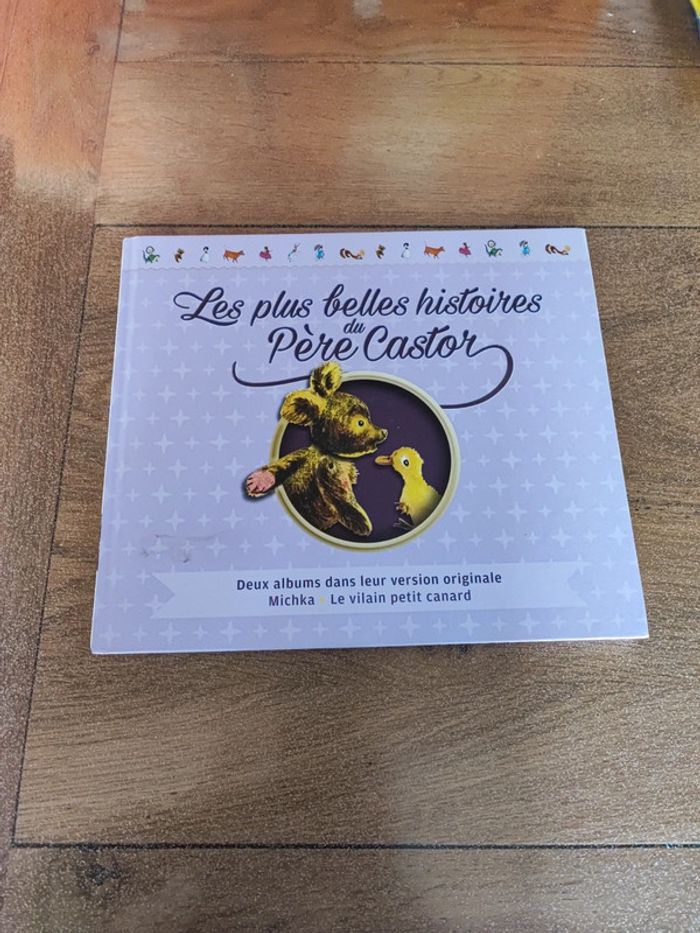 Les plus belles histoires
du
Père Castor
Deux albums dans leur version originale
Michka • Le vilain petit canard